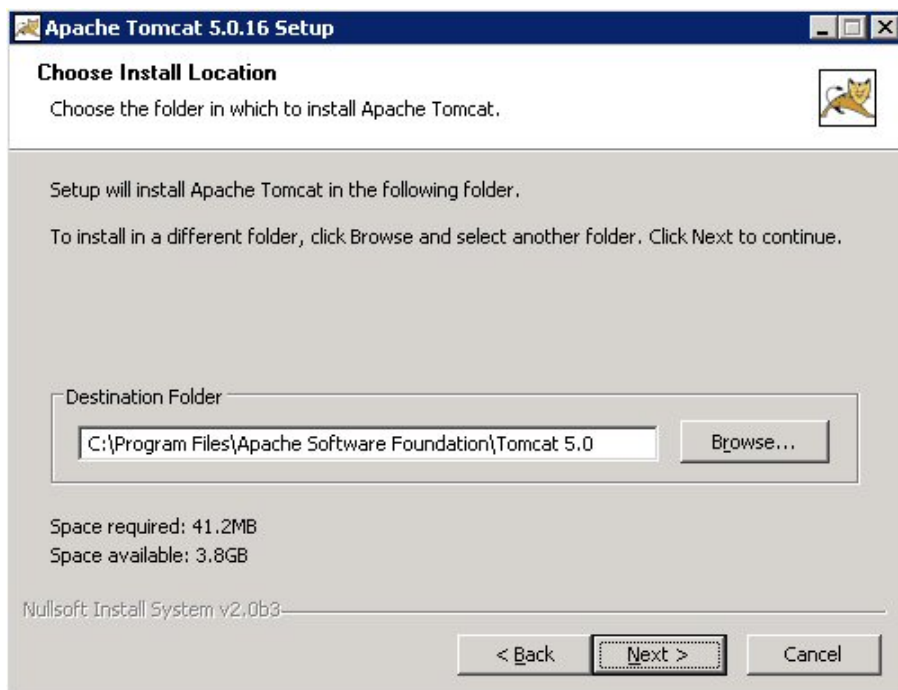 Apache Tomcat 5.0.16 Setup
Choose Install Location
Choose the folder in which to install Apache Tomcat.
Setup will install Apache Tomcat in the following folder.
To install in a different folder, click Browse and select another folder. Click Next to continue.
Destination Folder
C:\Program Files\Apache Software Foundation\Tomcat 5.0
Browse...
Space required: 41.2MB
Space available: 3.8GB
Nullsoft Install System v2.0b3
< Back
Next >
Cancel